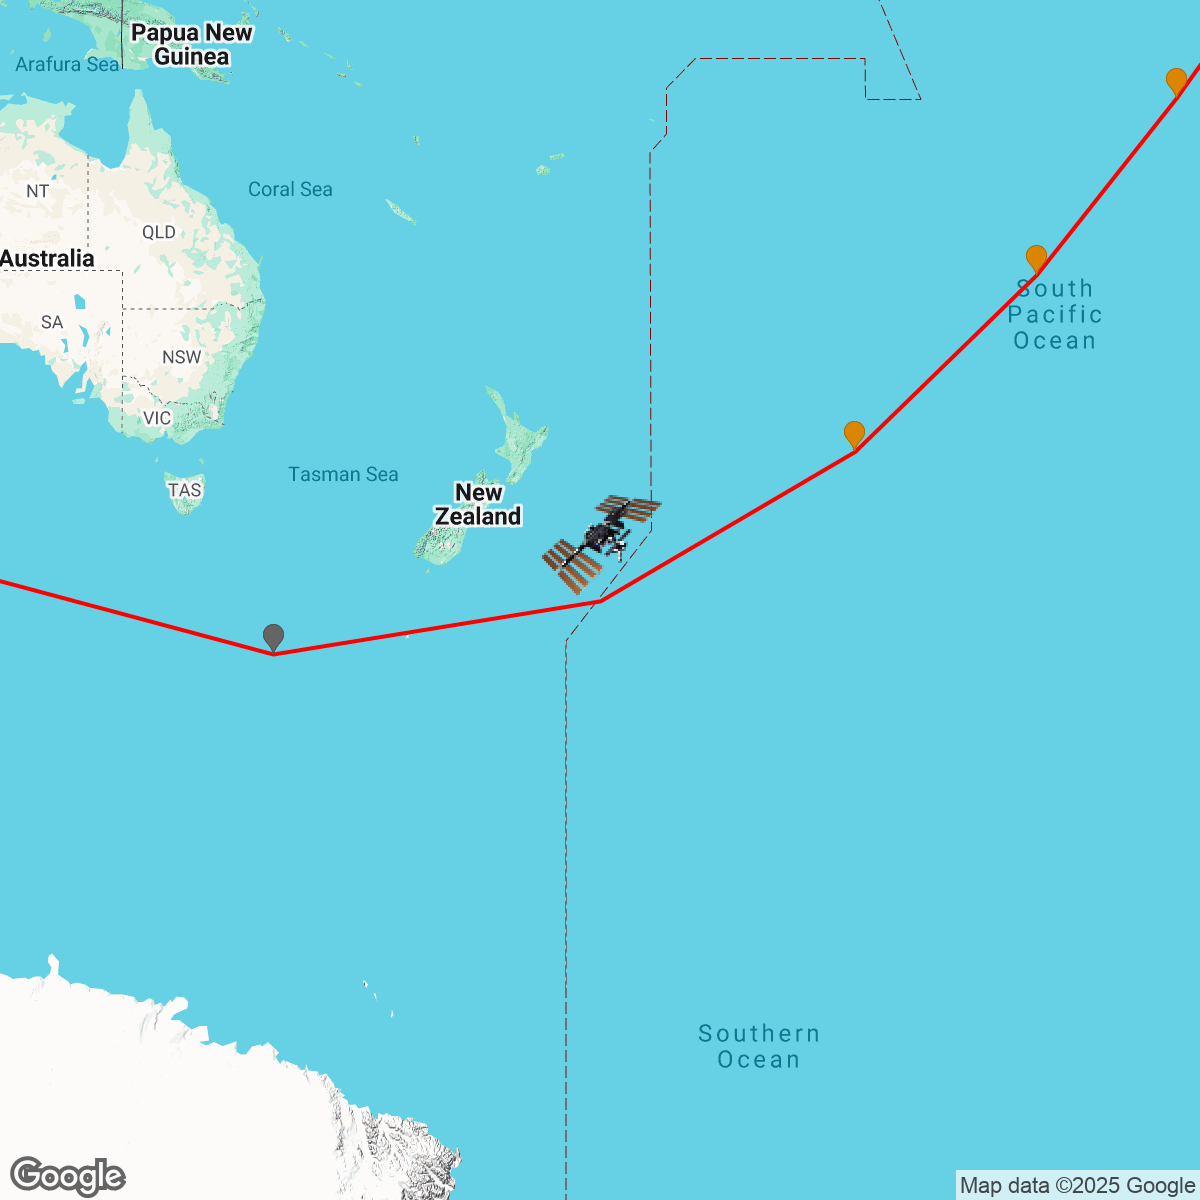 Papua New
Guinea
Arafura Sea
NT
Coral Sea
QLD
Australia
South
Pacific
Ocean
SA
NSW
VIC
Tasman Sea
TAS
New
Zealand
Southern
Ocean
Google
Map data ©2025 Google